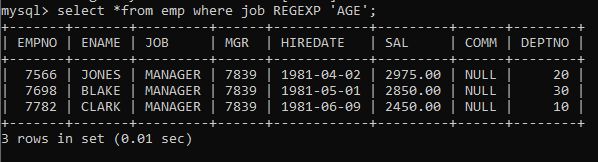 mysql> select *from emp where job REGEXP 'AGE';
+-------+-------+---------+------+------------+---------+------+--------+
| EMPNO | ENAME | JOB     | MGR  | HIREDATE   | SAL     | COMM | DEPTNO |
+-------+-------+---------+------+------------+---------+------+--------+
|  7566 | JONES | MANAGER | 7839 | 1981-04-02 | 2975.00 | NULL |     20 |
|  7698 | BLAKE | MANAGER | 7839 | 1981-05-01 | 2850.00 | NULL |     30 |
|  7782 | CLARK | MANAGER | 7839 | 1981-06-09 | 2450.00 | NULL |     10 |
+-------+-------+---------+------+------------+---------+------+--------+
3 rows in set (0.01 sec)